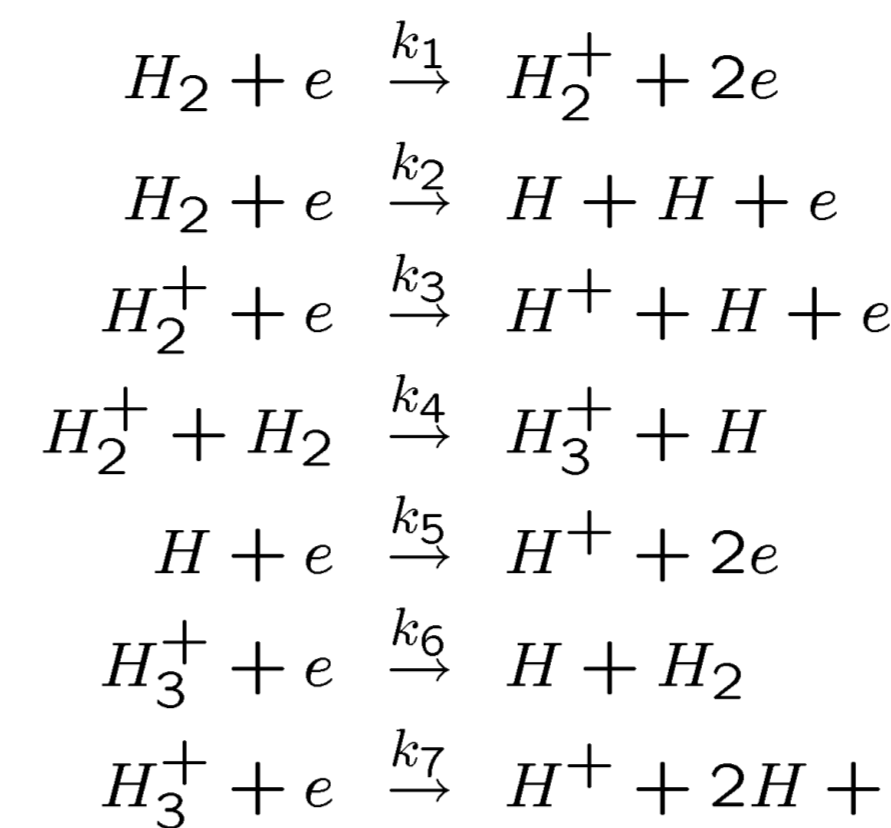 H₂ + e →^{k₁} H₂⁺ + 2e
H₂ + e →^{k₂} H + H + e
H₂⁺ + e →^{k₃} H⁺ + H + e
H₂⁺ + H₂ →^{k₄} H₃⁺ + H
H + e →^{k₅} H⁺ + 2e
H₃⁺ + e →^{k₆} H + H₂
H₃⁺ + e →^{k₇} H⁺ + 2H +